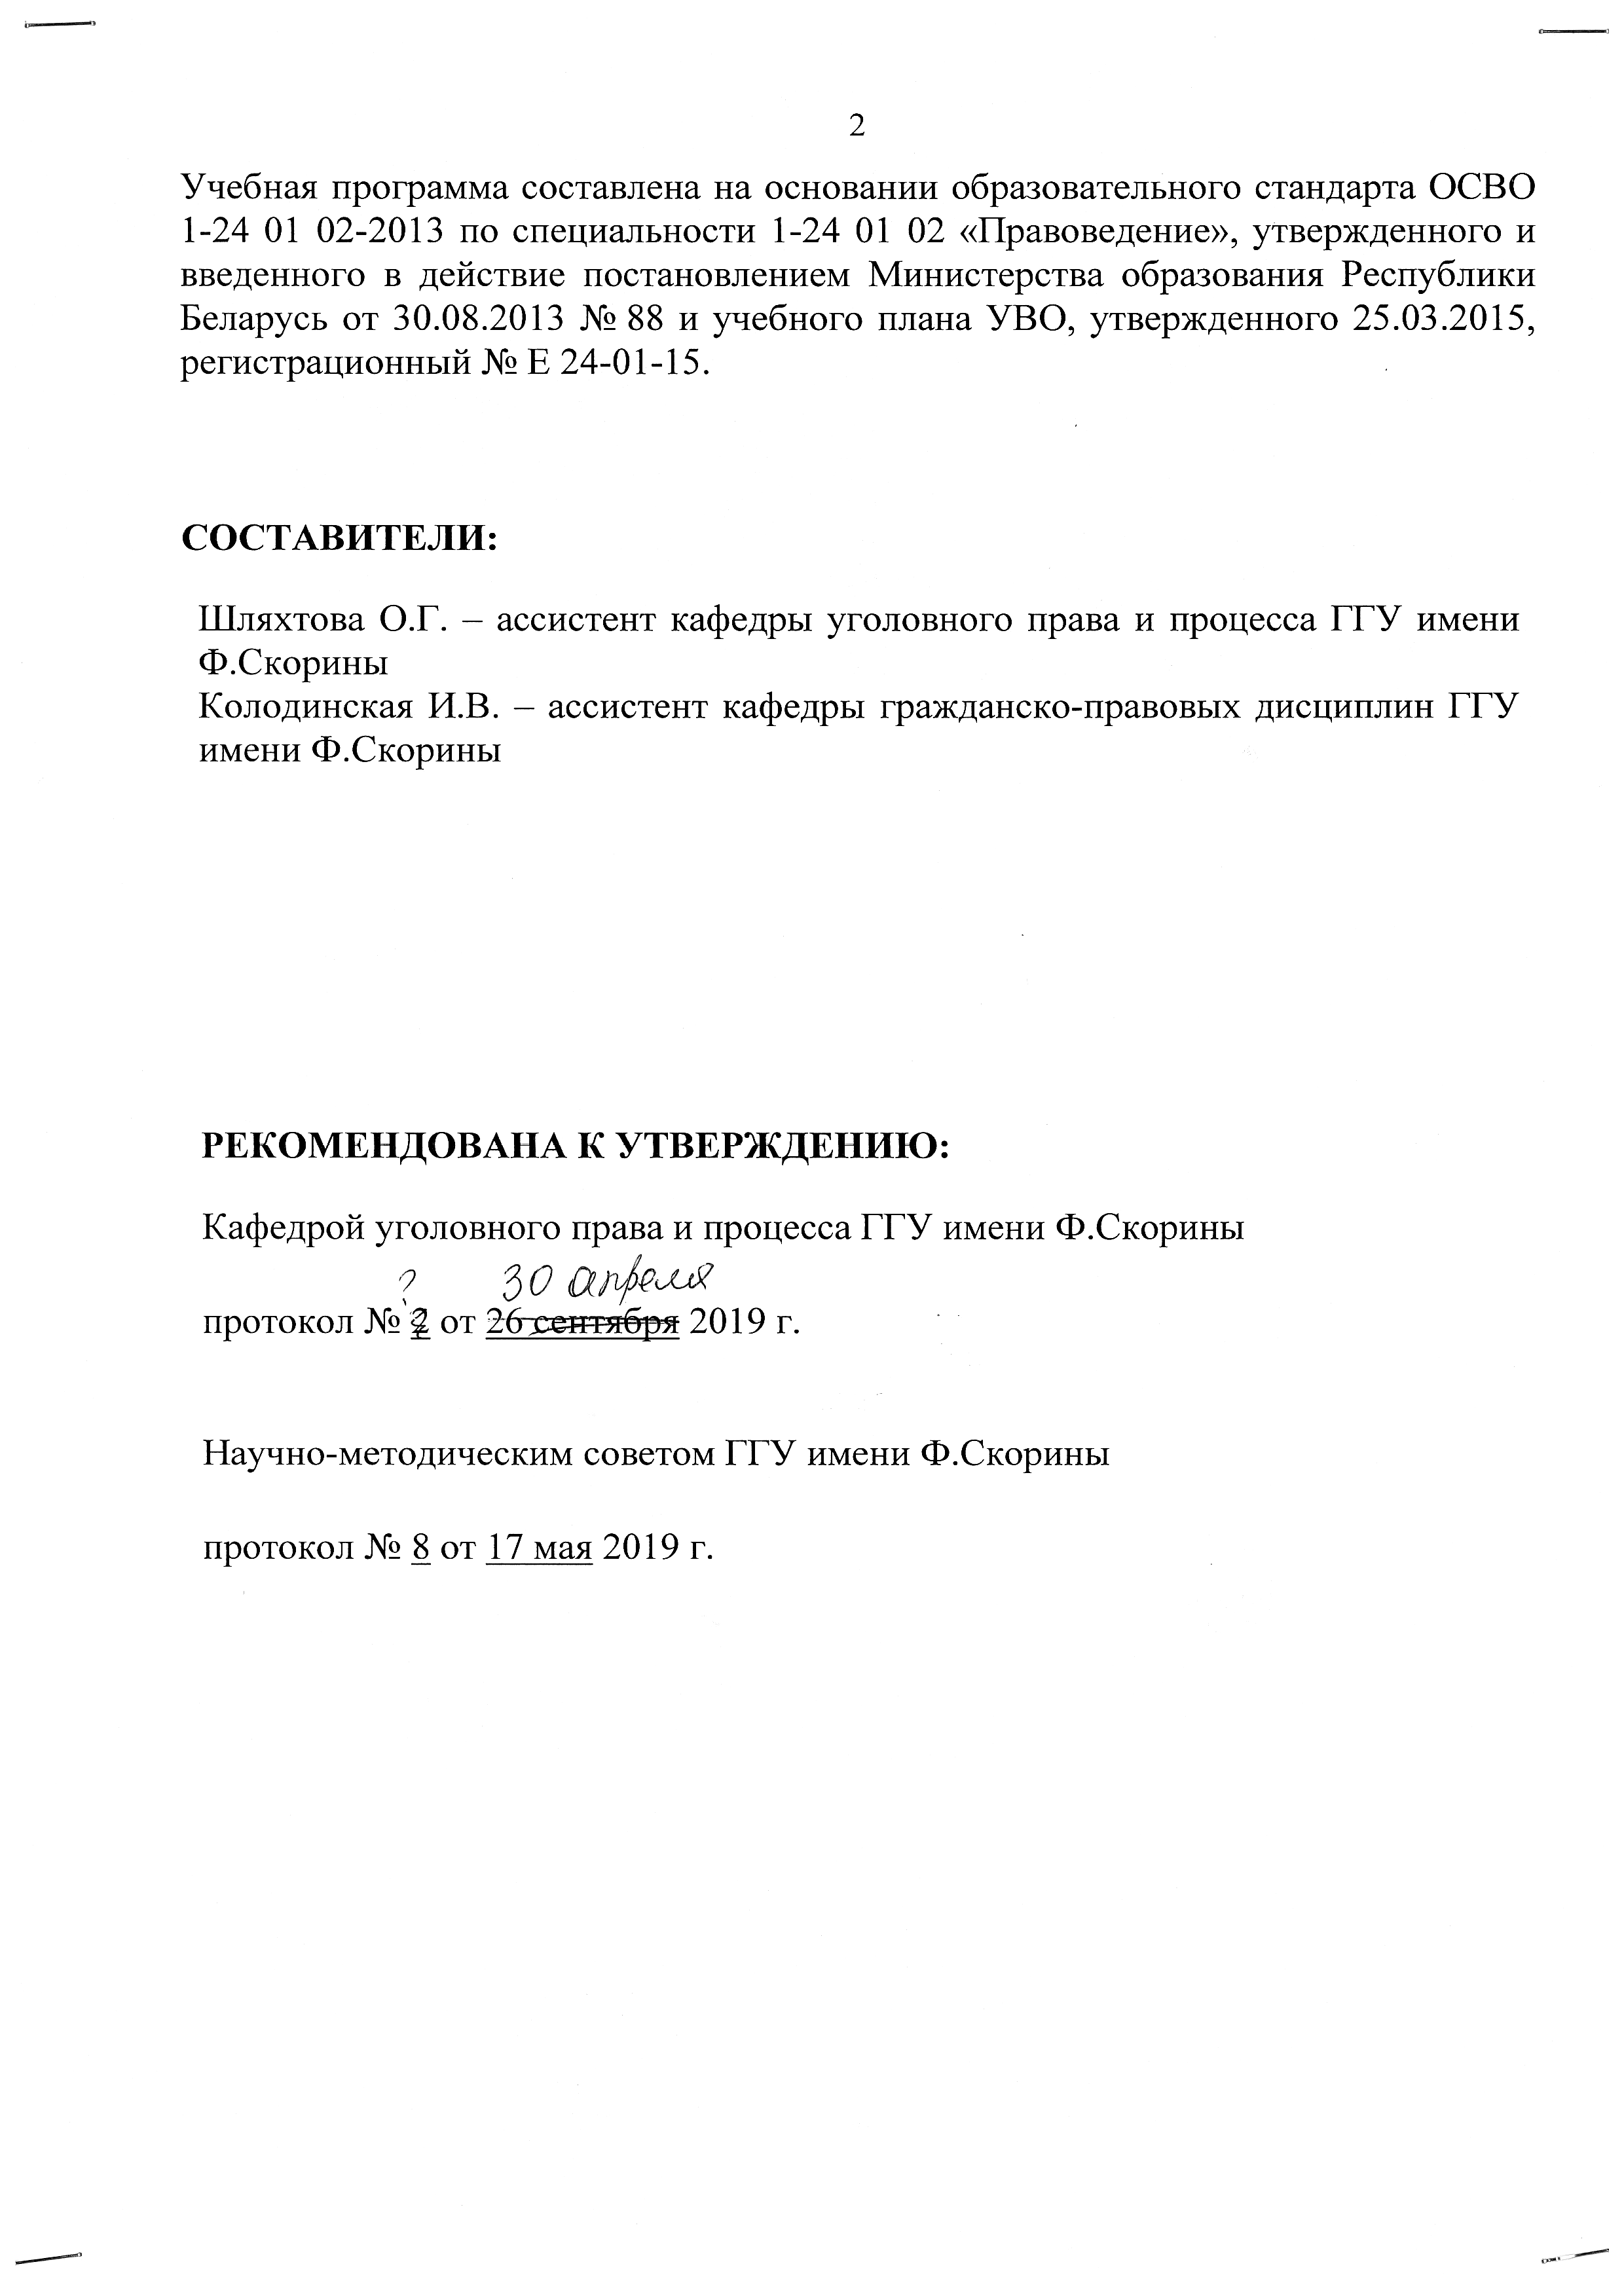 2
Учебная программа составлена на основании образовательного стандарта ОСВО
1-24 01 02-2013 по специальности 1-24 01 02 «Правоведение», утвержденного и
введенного в действие постановлением Министерства образования Республики
Беларусь от 30.08.2013 № 88 и учебного плана УВО, утвержденного 25.03.2015,
регистрационный № Е 24-01-15.
СОСТАВИТЕЛИ:
Шляхтова О.Г. – ассистент кафедры уголовного права и процесса ГГУ имени
Ф.Скорины
Колодинская И.В. – ассистент кафедры гражданско-правовых дисциплин ГГУ
имени Ф.Скорины
РЕКОМЕНДОВАНА К УТВЕРЖДЕНИЮ:
Кафедрой уголовного права и процесса ГГУ имени Ф.Скорины
30 апреля
протокол № 2 от 26 сентября 2019 г.
Научно-методическим советом ГГУ имени Ф.Скорины
протокол № 8 от 17 мая 2019 г.